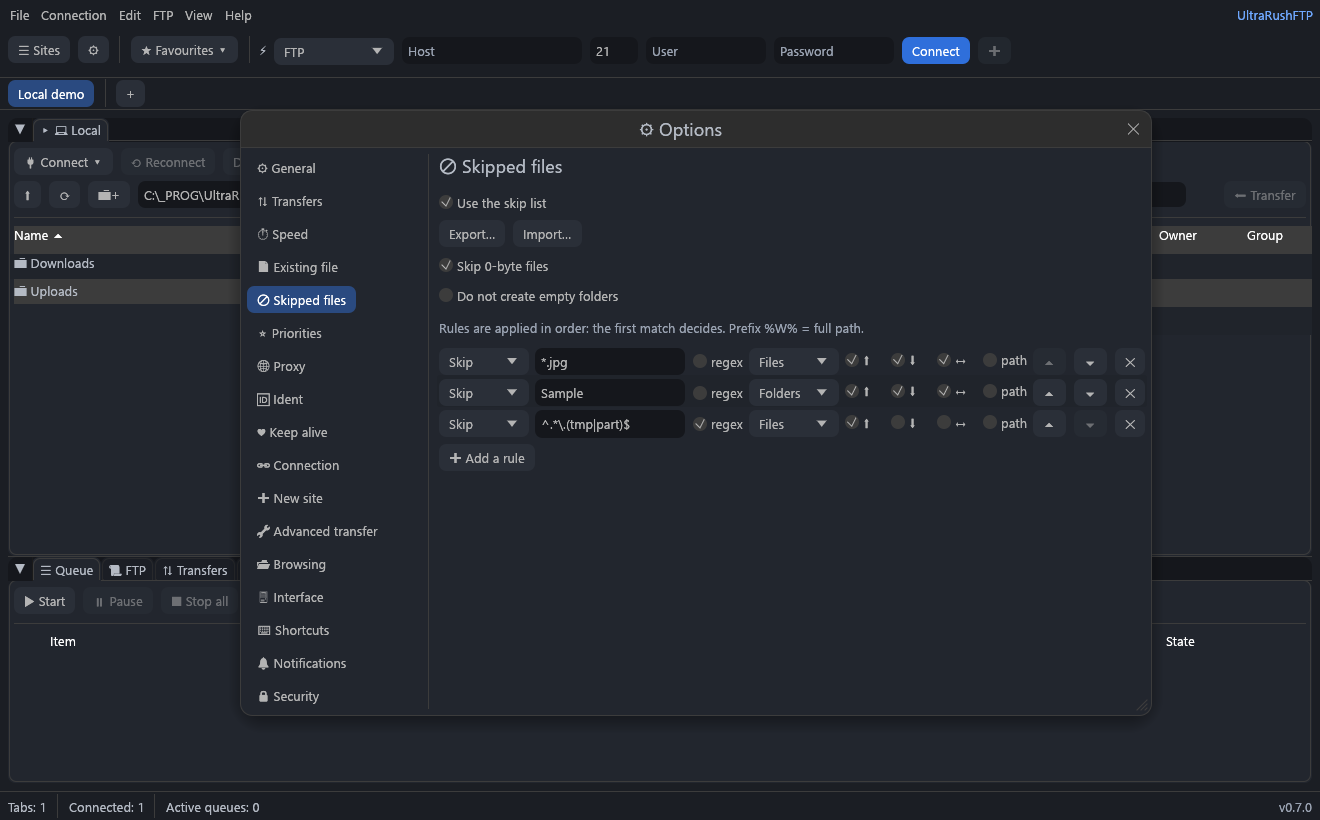 File Connection Edit FTP View Help UltraRushFTP
Sites Favourites FTP Host 21 User Password Connect +
Local demo +
Local
Connect Reconnect D
C:\_PROG\UltraR Transfer
Name Owner Group
Downloads
Uploads
Options
General
Transfers
Speed
Existing file
Skipped files
Priorities
Proxy
Ident
Keep alive
Connection
New site
Advanced transfer
Browsing
Interface
Shortcuts
Notifications
Security
Skipped files
Use the skip list
Export... Import...
Skip 0-byte files
Do not create empty folders
Rules are applied in order: the first match decides. Prefix %W% = full path.
Skip *.jpg regex Files path
Skip Sample regex Folders path
Skip ^.*\.(tmp|part)$ regex Files path
+ Add a rule
Queue FTP Transfers
Start Pause Stop all
Item State
Tabs: 1 Connected: 1 Active queues: 0 v0.7.0